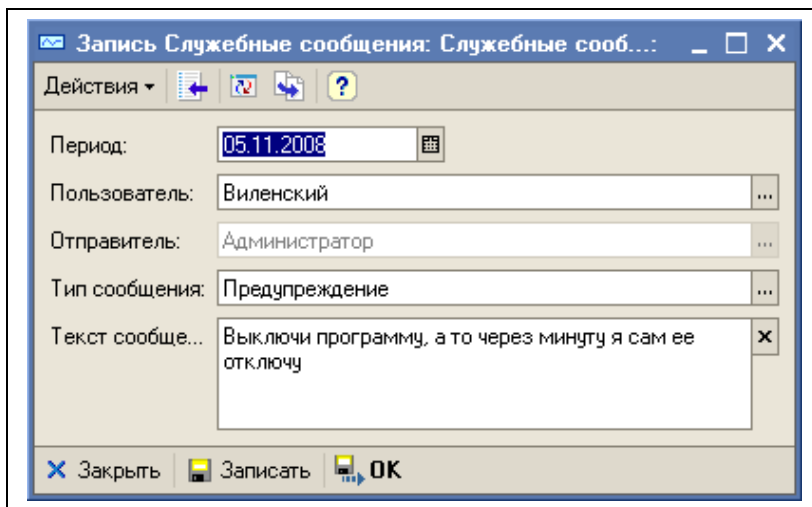 Запись Служебные сообщения: Служебные сооб...:
Действия
Период: 05.11.2008
Пользователь: Виленский ...
Отправитель: Администратор ...
Тип сообщения: Предупреждение ...
Текст сообще... Выключи программу, а то через минуту я сам ее
отключу
Закрыть Записать OK